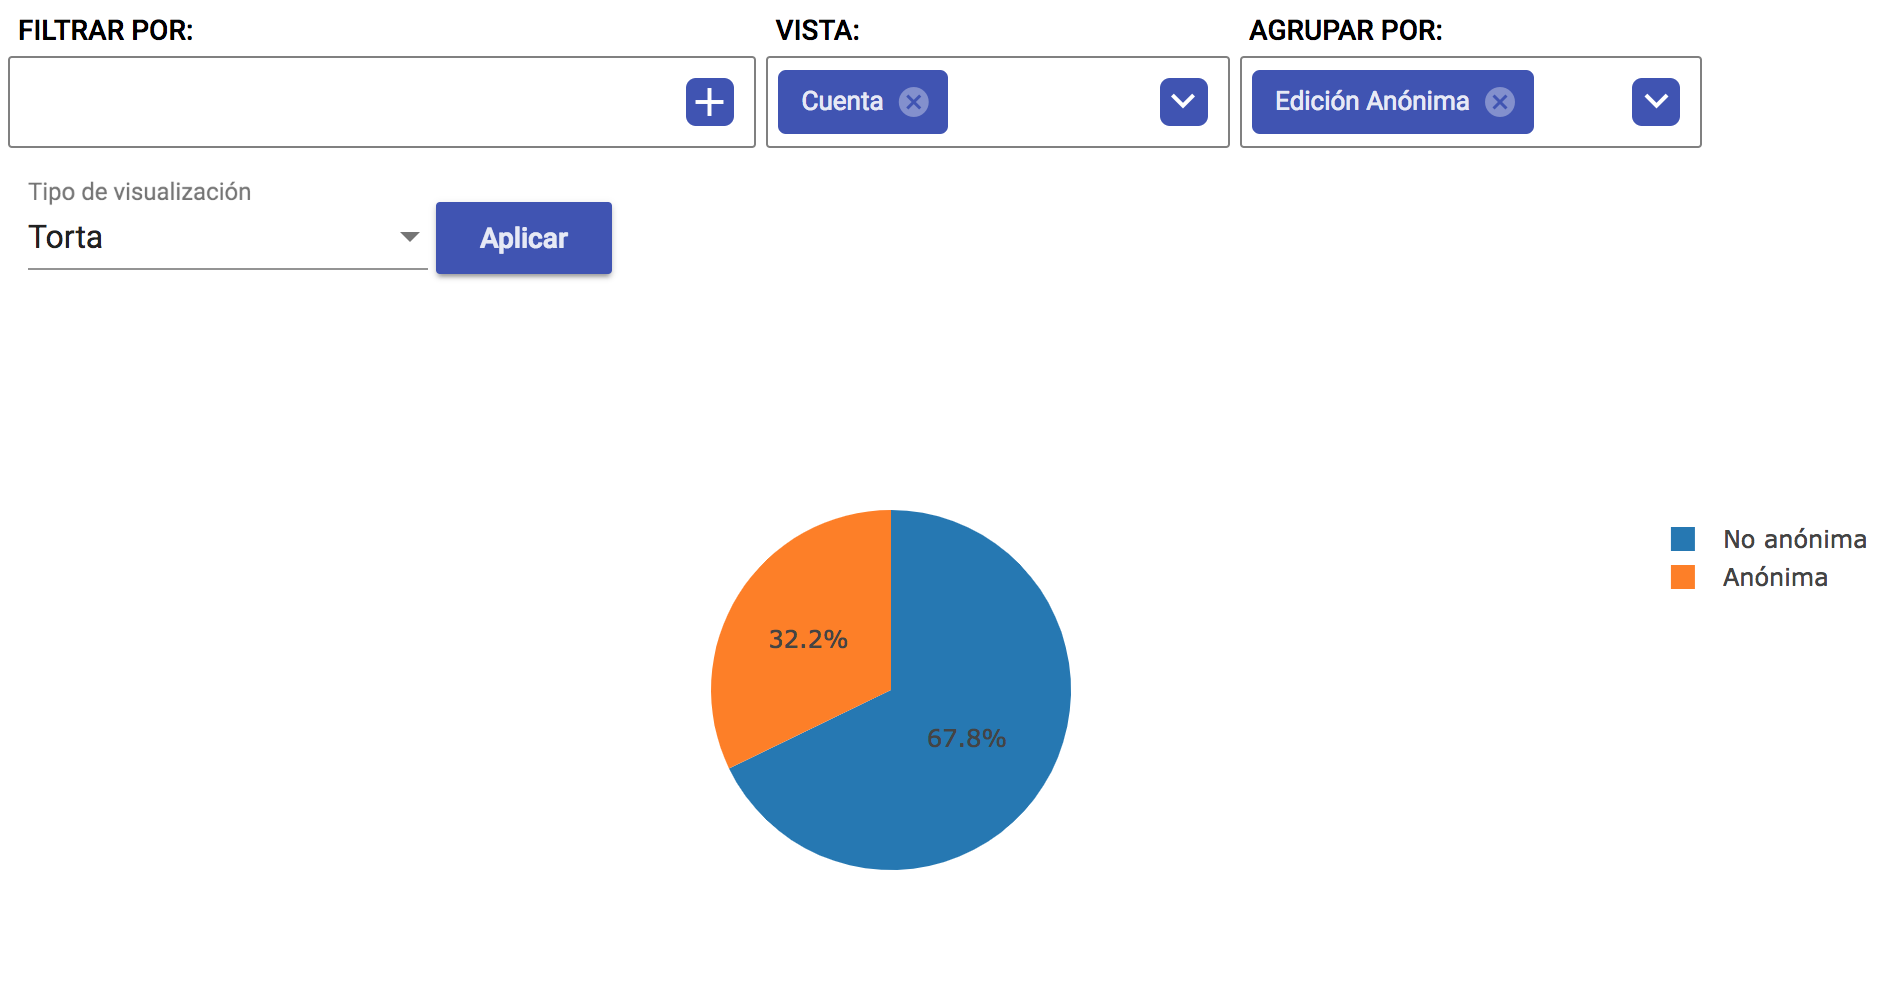 FILTRAR POR:
VISTA:
AGRUPAR POR:
Cuenta
Edición Anónima
Tipo de visualización
Torta
Aplicar
No anónima
Anónima
32.2%
67.8%